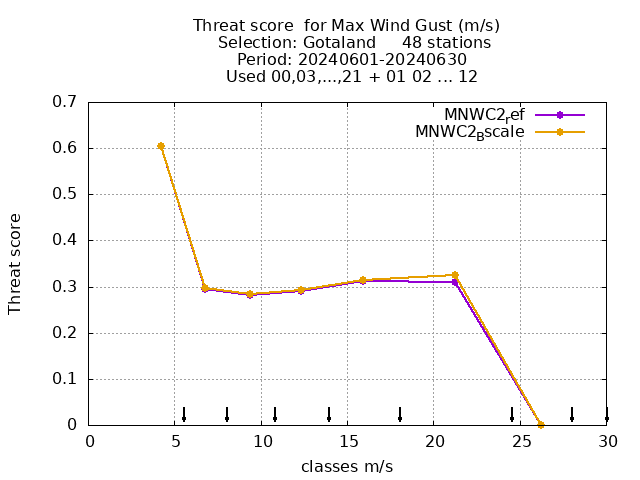 Threat score  for Max Wind Gust (m/s)
Selection: Gotaland     48 stations
Period: 20240601-20240630
Used 00,03,...,21 + 01 02 ... 12
MNWC2_ref
MNWC2_Bscale
0.7
0.6
0.5
0.4
0.3
0.2
0.1
0
Threat score
0 5 10 15 20 25 30
classes m/s